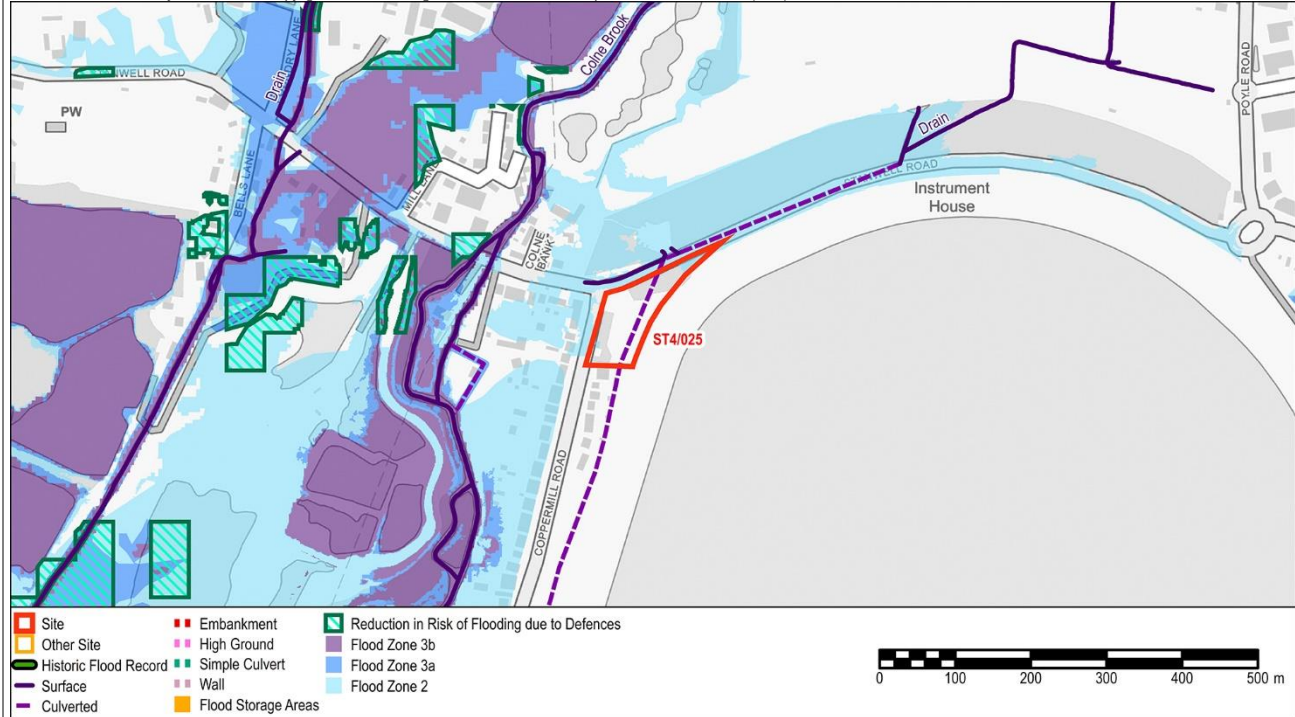 NWELL ROAD
DRY LANE
Drain
Colne Brook
POYLE ROAD
PW
Drain
BELLS LANE
MILL LANE
WELL ROAD
Instrument
House
COLNE
BANK
ST4/025
COPPERMILL ROAD
Site
Other Site
Historic Flood Record
Surface
Culverted
Embankment
High Ground
Simple Culvert
Wall
Flood Storage Areas
Reduction in Risk of Flooding due to Defences
Flood Zone 3b
Flood Zone 3a
Flood Zone 2
0 100 200 300 400 500 m